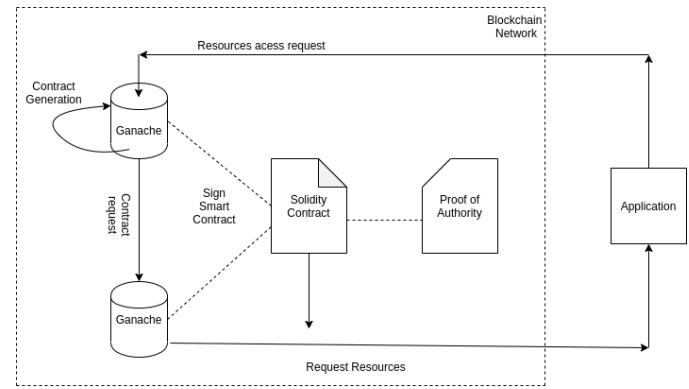 Blockchain
Network
Resources acess request
Contract
Generation
Ganache
Contract
request
Sign
Smart
Contract
Solidity
Contract
Proof of
Authority
Application
Ganache
Request Resources